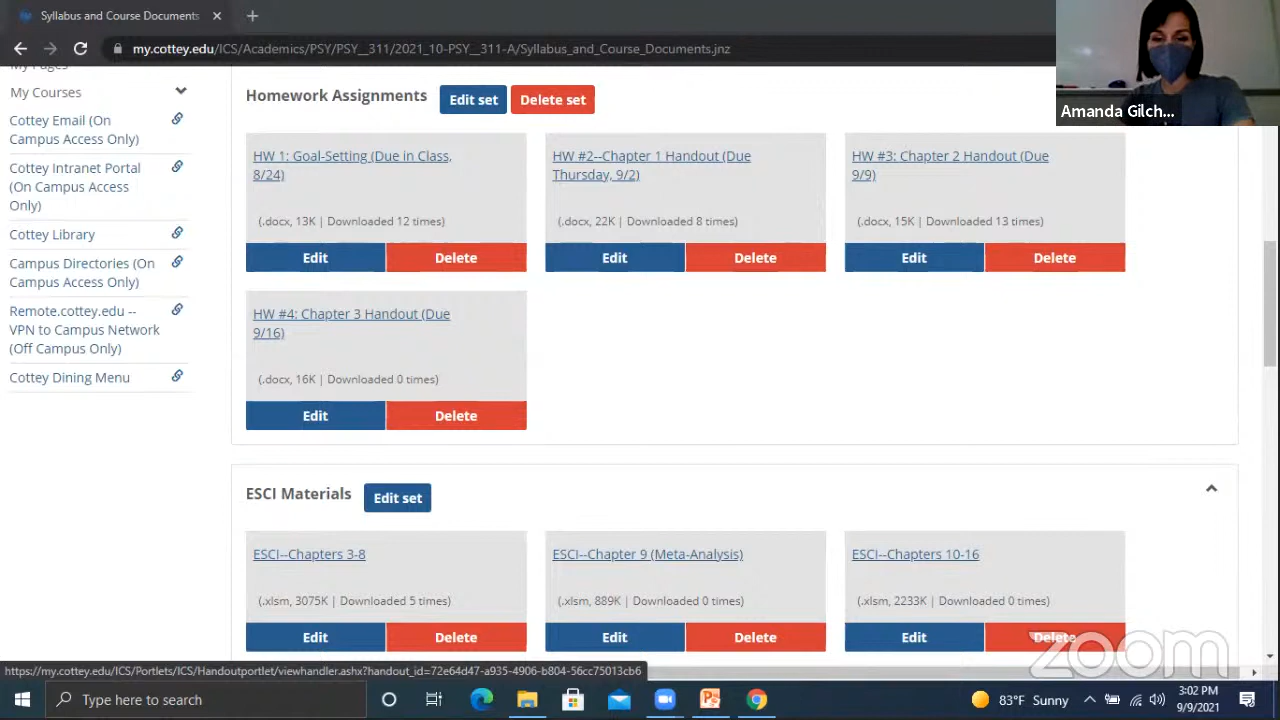 Syllabus and Course Documents
my.cottey.edu/ICS/Academics/PSY/PSY__311/2021_10-PSY__311-A/Syllabus_and_Course_Documents.jnz
Amanda Gilch...
My Pages
My Courses
Cottey Email (On
Campus Access Only)
Cottey Intranet Portal
(On Campus Access
Only)
Cottey Library
Campus Directories (On
Campus Access Only)
Remote.cottey.edu --
VPN to Campus Network
(Off Campus Only)
Cottey Dining Menu
Homework Assignments
Edit set
Delete set
HW 1: Goal-Setting (Due in Class,
8/24)
(.docx, 13K | Downloaded 12 times)
Edit
Delete
HW #2--Chapter 1 Handout (Due
Thursday, 9/2)
(.docx, 22K | Downloaded 8 times)
Edit
Delete
HW #3: Chapter 2 Handout (Due
9/9)
(.docx, 15K | Downloaded 13 times)
Edit
Delete
HW #4: Chapter 3 Handout (Due
9/16)
(.docx, 16K | Downloaded 0 times)
Edit
Delete
ESCI Materials
Edit set
ESCI--Chapters 3-8
(.xlsm, 3075K | Downloaded 5 times)
Edit
Delete
ESCI--Chapter 9 (Meta-Analysis)
(.xlsm, 889K | Downloaded 0 times)
Edit
Delete
ESCI--Chapters 10-16
(.xlsm, 2233K | Downloaded 0 times)
Edit
Delete
zoom
https://my.cottey.edu/ICS/Portlets/ICS/Handoutportlet/viewhandler.ashx?handout_id=72e64d47-a935-4906-b804-56cc75013cb6
Type here to search
83°F Sunny
3:02 PM
9/9/2021